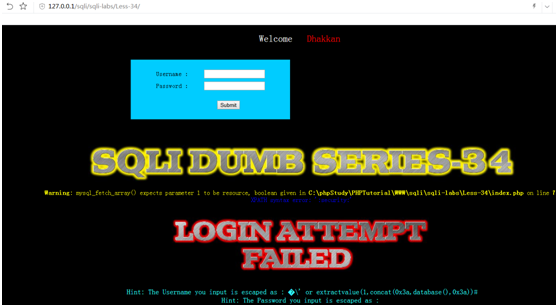 127.0.0.1/sqli/sqli-labs/Less-34/
Welcome Dhakkan
Username :
Password :
Submit
SQLI DUMB SERIES-34
Warning: mysql_fetch_array() expects parameter 1 to be resource, boolean given in C:\phpStudy\PHPTutorial\WWW\sqli\sqli-labs\Less-34\index.php on line
LOGIN ATTEMPT
FAILED
Hint: The Username you input is escaped as : �\' or extractvalue(1,concat(0x3a,database(),0x3a))#
Hint: The Password you input is escaped as :